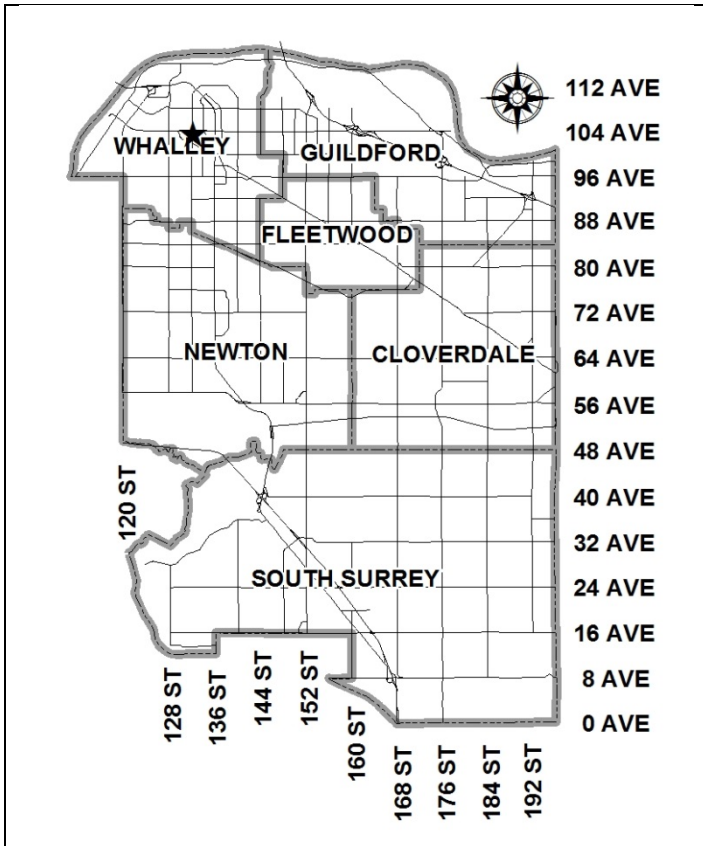 112 AVE
104 AVE
WHALLEY
GUILDFORD
96 AVE
88 AVE
FLEETWOOD
80 AVE
72 AVE
NEWTON
CLOVERDALE
64 AVE
56 AVE
48 AVE
120 ST
40 AVE
32 AVE
SOUTH SURREY
24 AVE
16 AVE
128 ST
136 ST
144 ST
152 ST
160 ST
8 AVE
0 AVE
168 ST
176 ST
184 ST
192 ST